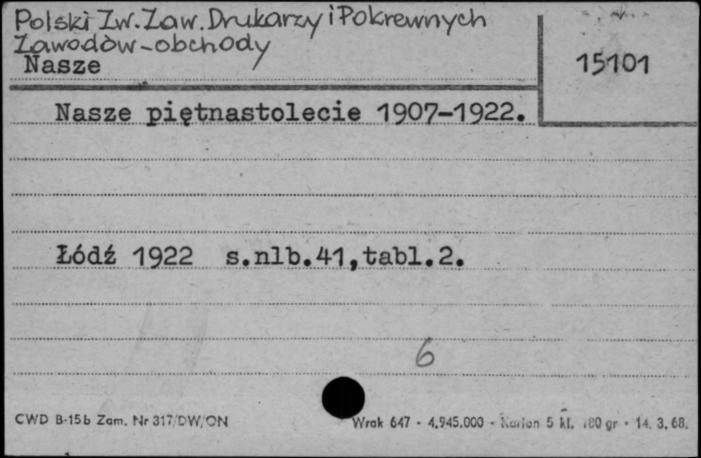 Polski Zw. Zaw. Drukarzy i Pokrewnych
Zawodów - obchody
Nasze
15101
Nasze piętnastolecie 1907-1922.
Łódź 1922 s.nlb.41,tabl.2.
6
CWD B-15b Zam. Nr 317/DW/ON
Wrak 647 - 4.945.000 - Karton 5 kl. 180 gr - 14. 3. 68.